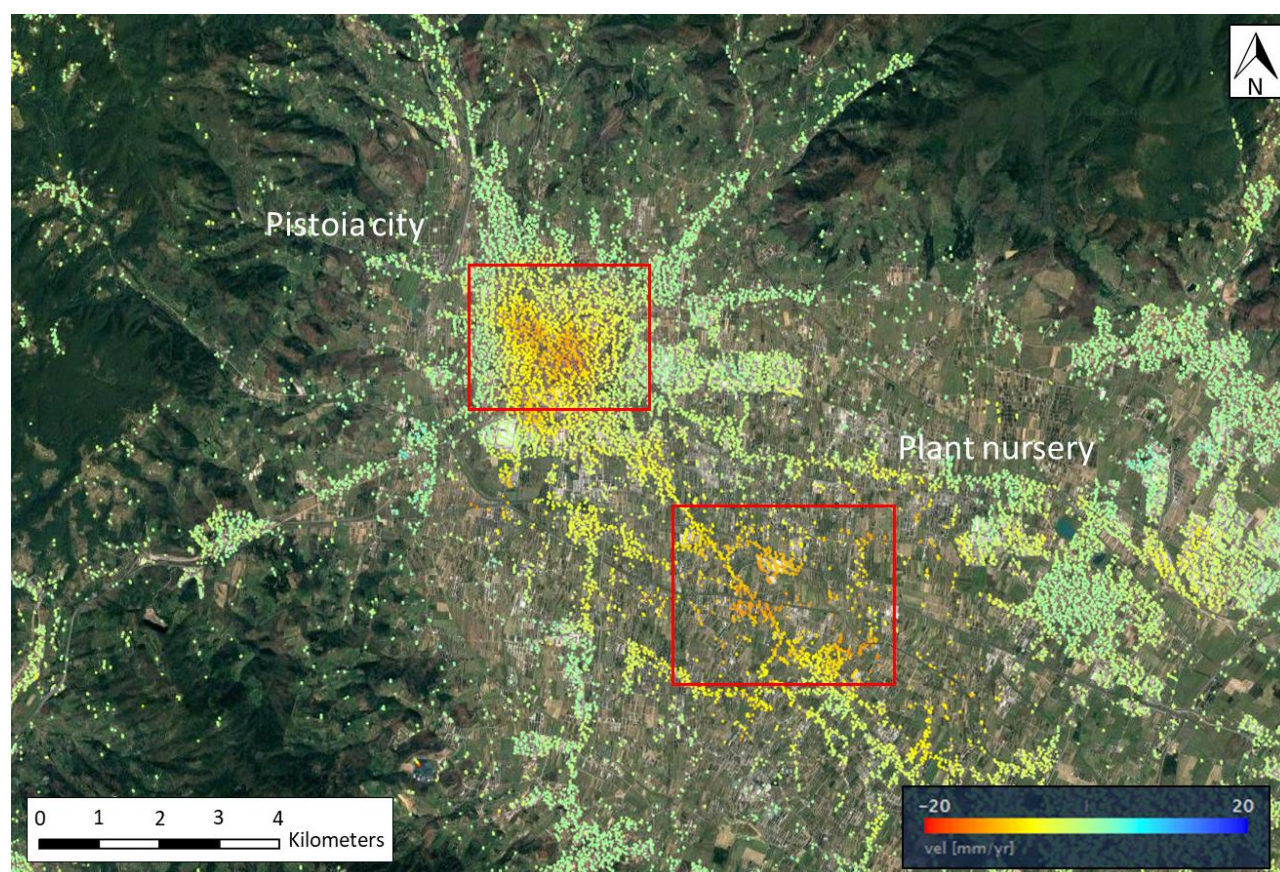 N
Pistoia city
Plant nursery
0 1 2 3 4
Kilometers
−20 20
vel [mm/yr]